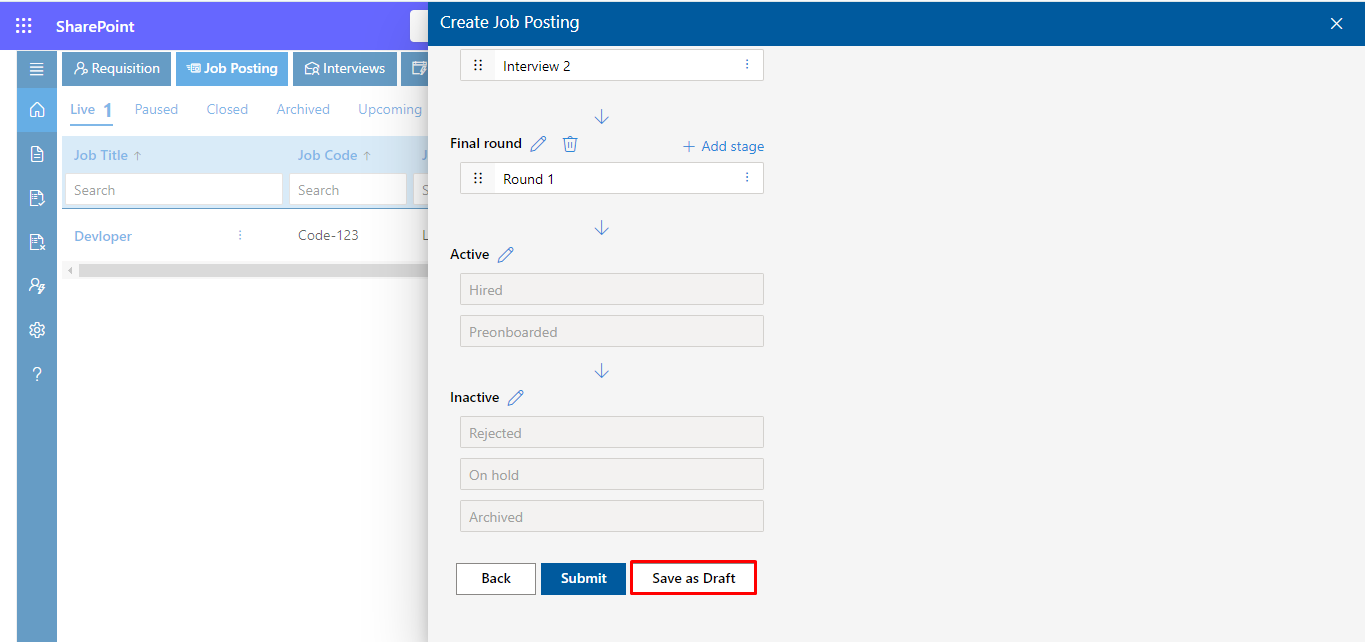 SharePoint
Create Job Posting
Requisition
Job Posting
Interviews
Live 1
Paused
Closed
Archived
Upcoming
Job Title ↑
Job Code ↑
Search
Search
Devloper
Code-123
Interview 2
Final round
+ Add stage
Round 1
Active
Hired
Preonboarded
Inactive
Rejected
On hold
Archived
Back
Submit
Save as Draft